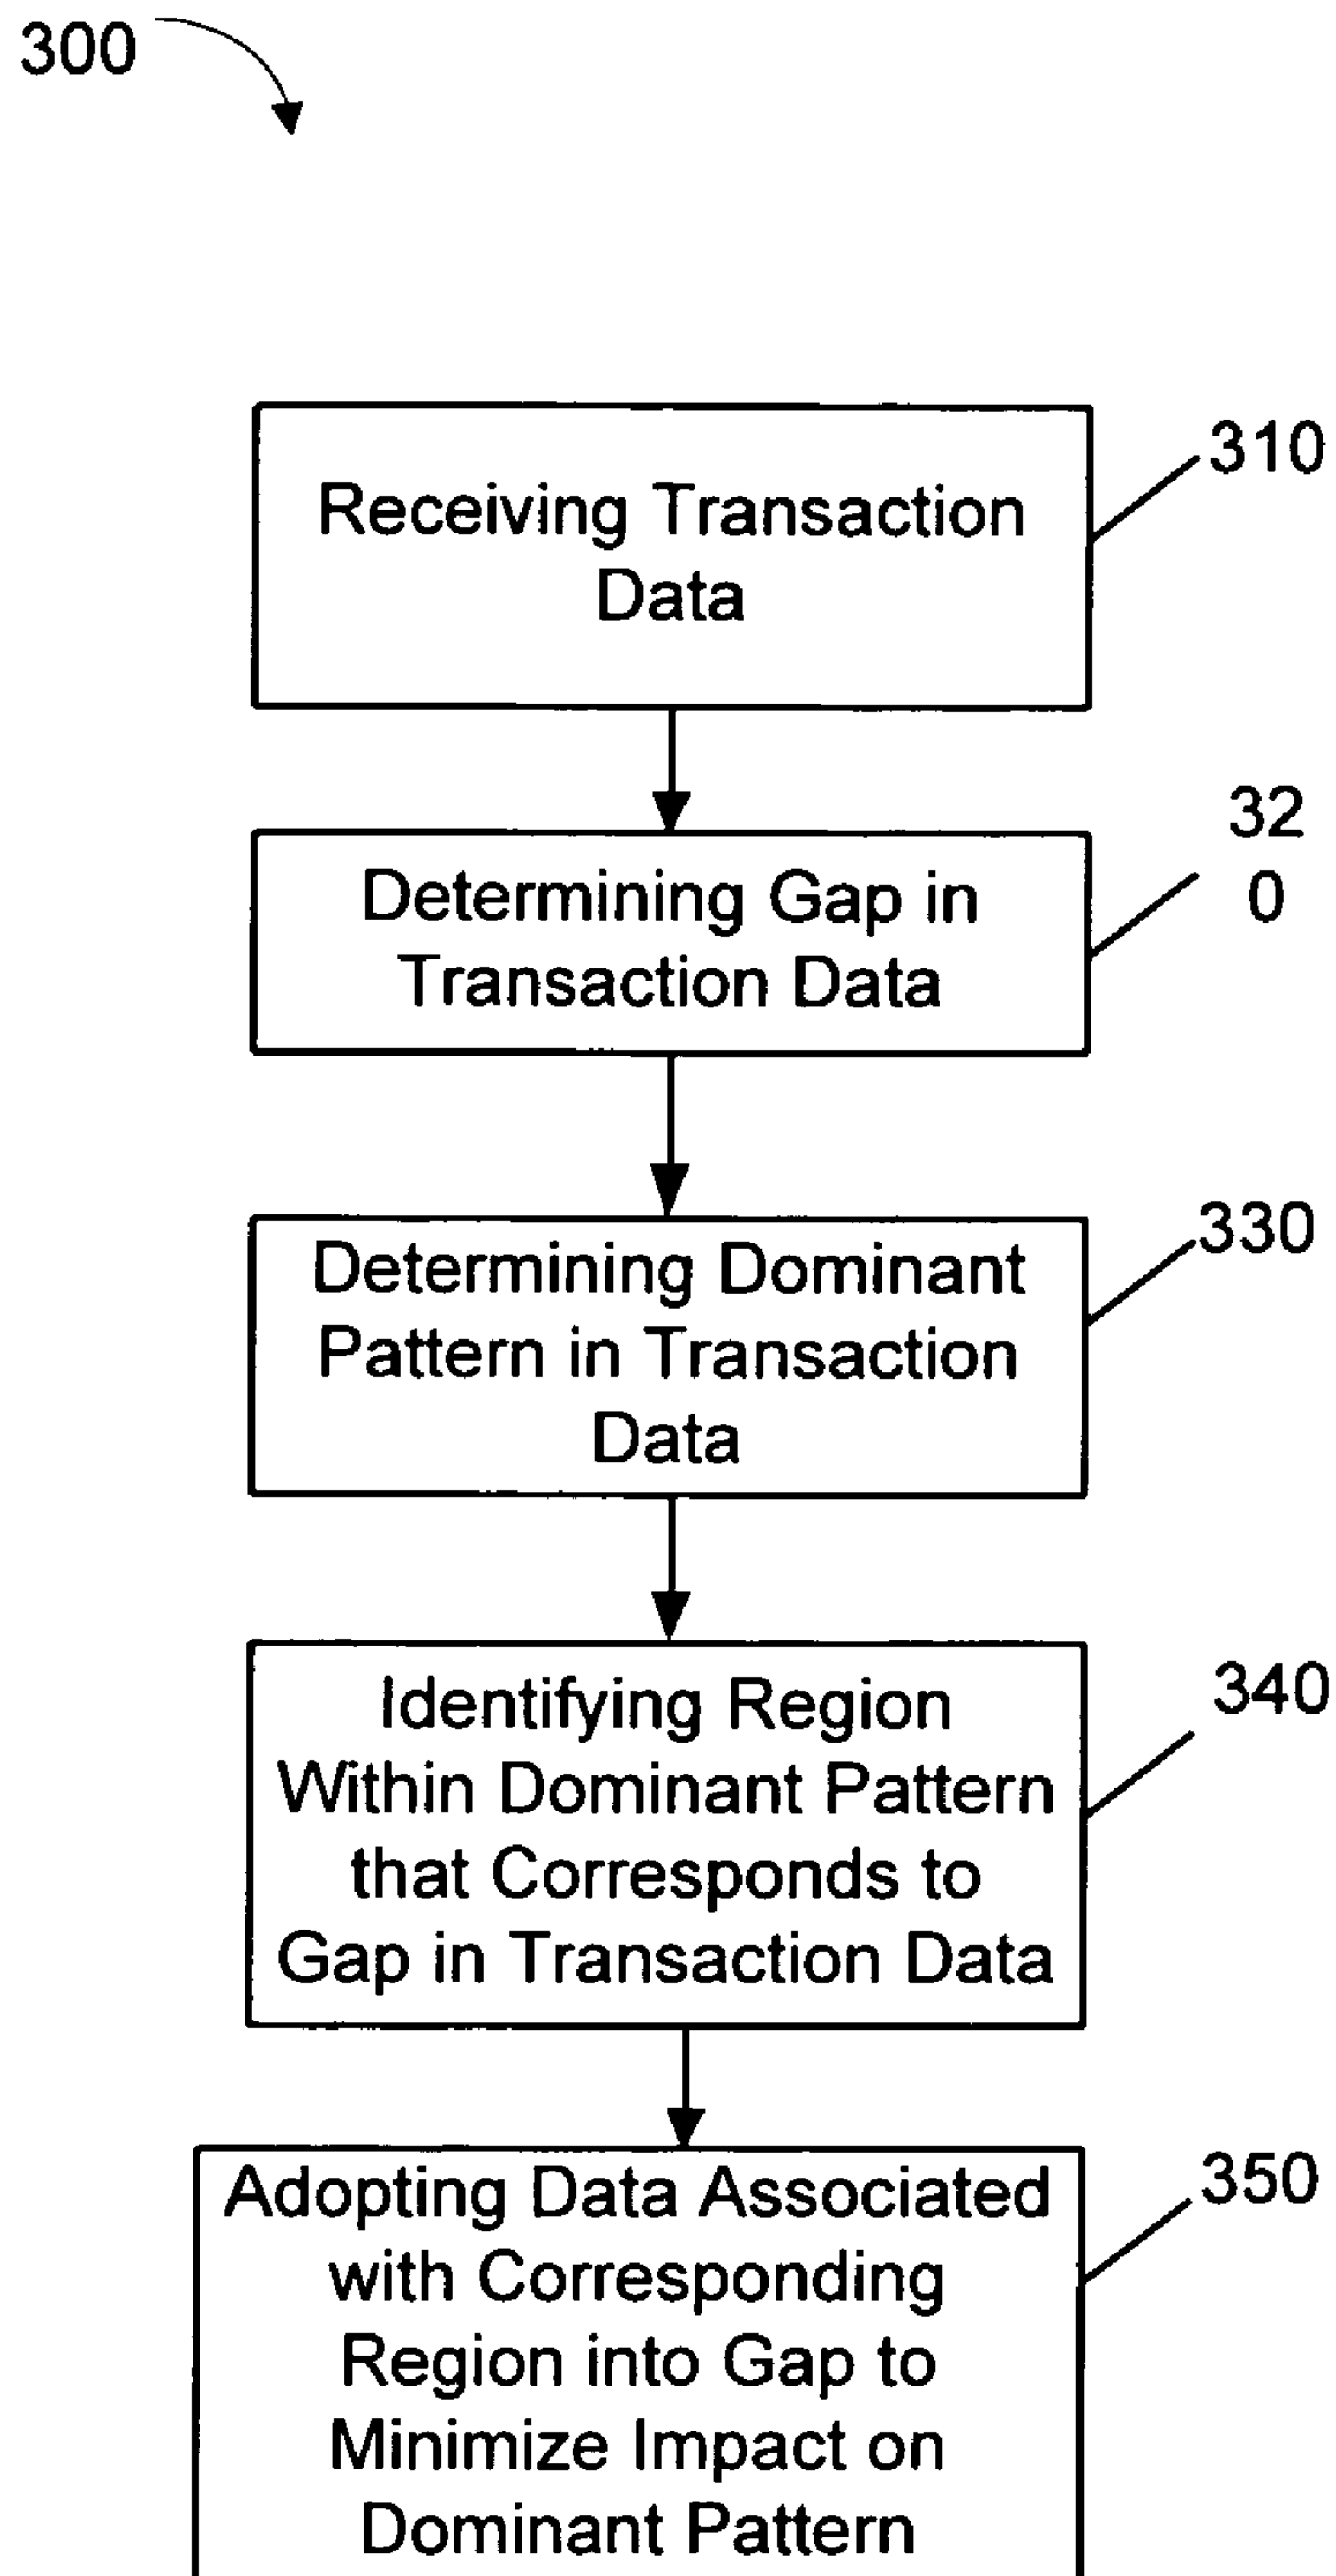 300
310
Receiving Transaction
Data
32
0
Determining Gap in
Transaction Data
330
Determining Dominant
Pattern in Transaction
Data
340
Identifying Region
Within Dominant Pattern
that Corresponds to
Gap in Transaction Data
350
Adopting Data Associated
with Corresponding
Region into Gap to
Minimize Impact on
Dominant Pattern